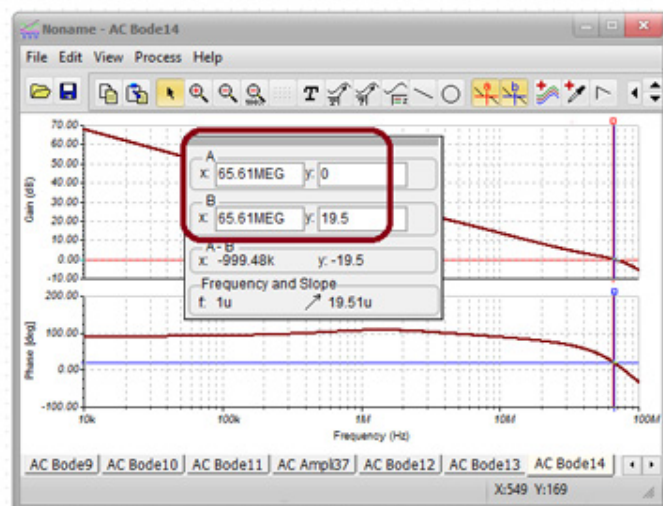 Noname - AC Bode14
File Edit View Process Help
T
Gain (dB)
70.00
60.00
50.00
40.00
30.00
20.00
10.00
0.00
-10.00
A
x: 65.61MEG y: 0
B
x: 65.61MEG y: 19.5
A - B
x: -999.48k y: -19.5
Frequency and Slope
f: 1u 19.51u
a
b
Phase [deg]
200.00
100.00
0.00
-100.00
10k 100k 1M 10M 100M
Frequency (Hz)
AC Bode9 AC Bode10 AC Bode11 AC Ampli37 AC Bode12 AC Bode13 AC Bode14
X:549 Y:169